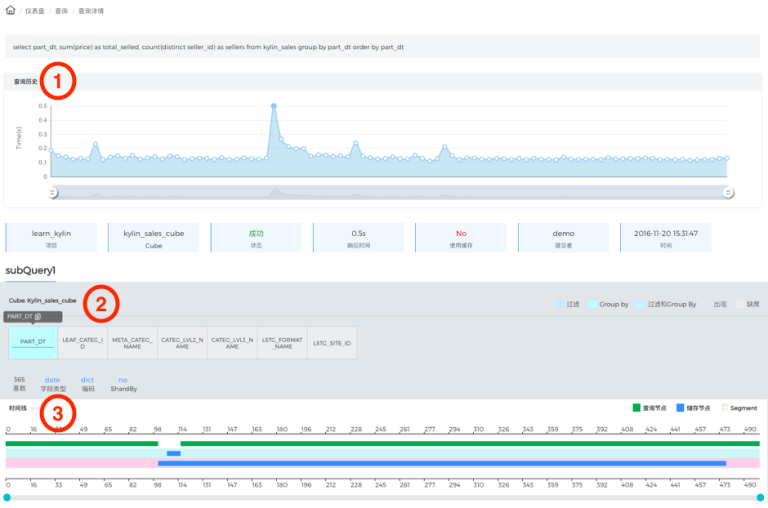 仪表盘 / 查询 / 查询详情
select part_dt, sum(price) as total_selled, count(distinct seller_id) as sellers from kylin_sales group by part_dt order by part_dt
查询历史
1
Time(s)
0.5
0.4
0.3
0.2
0.1
0
learn_kylin
项目
kylin_sales_cube
Cube
成功
状态
0.5s
响应时间
No
使用缓存
demo
提交者
2016-11-20 15:31:47
时间
subQuery1
Cube: Kylin_sales_cube
2
过滤 Group by 过滤和Group By 出现 缺席
PART_DT
PART_DT
LEAF_CATEG_I
D
META_CATEG_
NAME
CATEG_LVL2_N
AME
CATEG_LVL3_N
AME
LSTG_FORMAT
_NAME
LSTG_SITE_ID
365
基数
date
字段类型
dict
编码
no
ShardBy
时间线
3
查询节点 储存节点 Segment
0 16 33 49 65 82 98 114 131 147 163 180 196 212 228 245 261 277 294 310 326 343 359 375 392 408 424 441 457 473 490
0 16 33 49 65 82 98 114 131 147 163 180 196 212 228 245 261 277 294 310 326 343 359 375 392 408 424 441 457 473 490